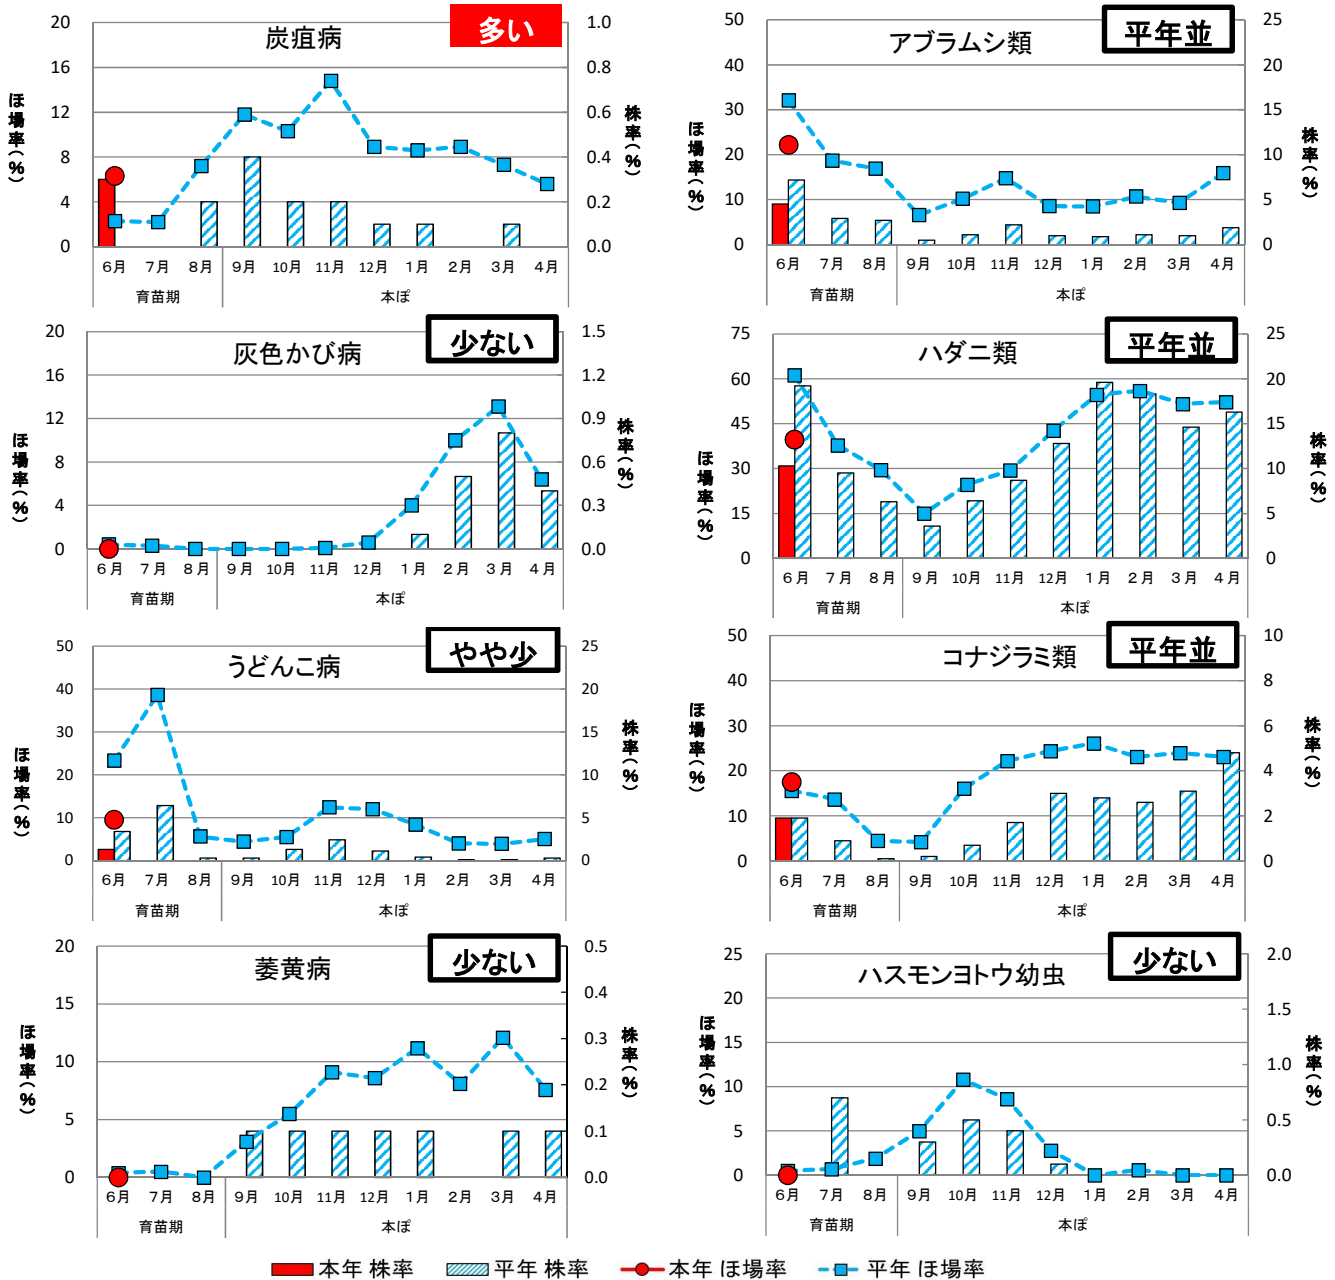 炭疽病
多い
ほ場率(%)
株率(%)
20
16
12
8
4
0
1.0
0.8
0.6
0.4
0.2
0.0
6月 7月 8月 9月 10月 11月 12月 1月 2月 3月 4月
育苗期 本ぽ
アブラムシ類
平年並
ほ場率(%)
株率(%)
50
40
30
20
10
0
25
20
15
10
5
0
6月 7月 8月 9月 10月 11月 12月 1月 2月 3月 4月
育苗期 本ぽ
灰色かび病
少ない
ほ場率(%)
株率(%)
20
16
12
8
4
0
1.5
1.2
0.9
0.6
0.3
0.0
6月 7月 8月 9月 10月 11月 12月 1月 2月 3月 4月
育苗期 本ぽ
ハダニ類
平年並
ほ場率(%)
株率(%)
75
60
45
30
15
0
25
20
15
10
5
0
6月 7月 8月 9月 10月 11月 12月 1月 2月 3月 4月
育苗期 本ぽ
うどんこ病
やや少
ほ場率(%)
株率(%)
50
40
30
20
10
0
25
20
15
10
5
0
6月 7月 8月 9月 10月 11月 12月 1月 2月 3月 4月
育苗期 本ぽ
コナジラミ類
平年並
ほ場率(%)
株率(%)
50
40
30
20
10
0
10
8
6
4
2
0
6月 7月 8月 9月 10月 11月 12月 1月 2月 3月 4月
育苗期 本ぽ
萎黄病
少ない
ほ場率(%)
株率(%)
20
15
10
5
0
0.5
0.4
0.3
0.2
0.1
0.0
6月 7月 8月 9月 10月 11月 12月 1月 2月 3月 4月
育苗期 本ぽ
ハスモンヨトウ幼虫
少ない
ほ場率(%)
株率(%)
25
20
15
10
5
0
2.0
1.5
1.0
0.5
0.0
6月 7月 8月 9月 10月 11月 12月 1月 2月 3月 4月
育苗期 本ぽ
本年 株率 平年 株率 本年 ほ場率 平年 ほ場率